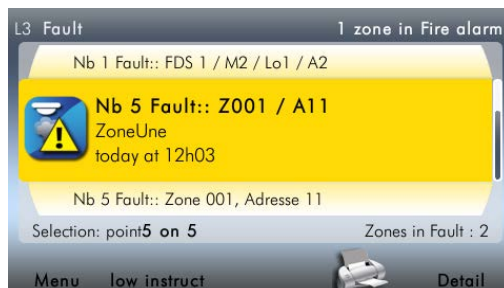 L3 Fault 1 zone in Fire alarm
Nb 1 Fault:: FDS 1 / M2 / Lo1 / A2
Nb 5 Fault:: Z001 / A11
ZoneUne
today at 12h03
Nb 5 Fault:: Zone 001, Adresse 11
Selection: point5 on 5 Zones in Fault : 2
Menu low instruct Detail